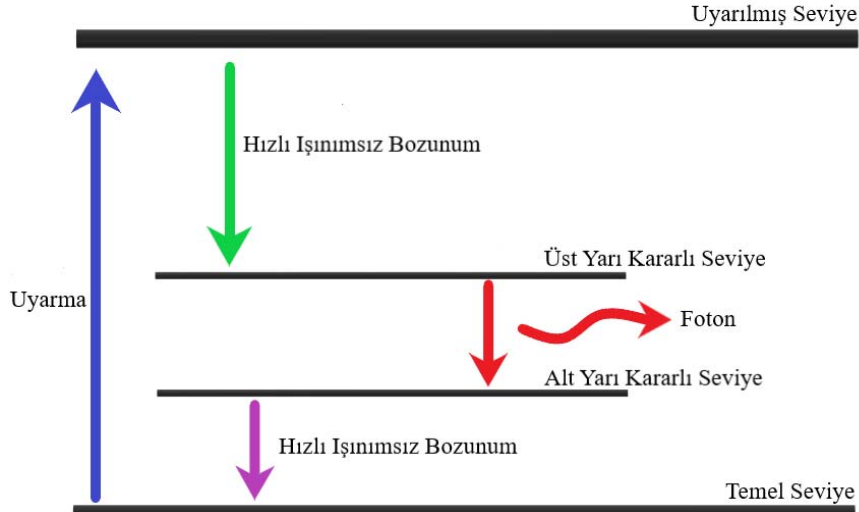 Uyarılmış Seviye
Hızlı Işınımsız Bozunum
Üst Yarı Kararlı Seviye
Uyarma
Foton
Alt Yarı Kararlı Seviye
Hızlı Işınımsız Bozunum
Temel Seviye